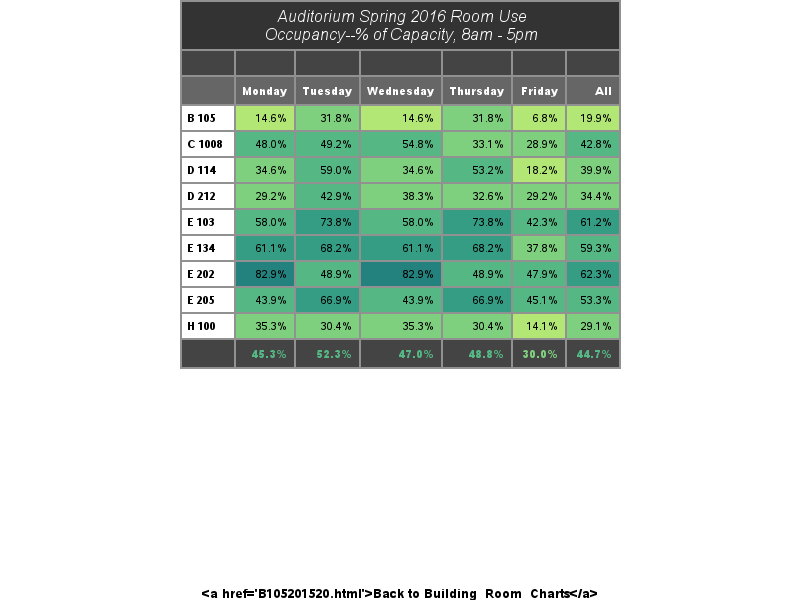 Auditorium Spring 2016 Room Use
Occupancy--% of Capacity, 8am - 5pm
Monday Tuesday Wednesday Thursday Friday All
B 105 14.6% 31.8% 14.6% 31.8% 6.8% 19.9%
C 1008 48.0% 49.2% 54.8% 33.1% 28.9% 42.8%
D 114 34.6% 59.0% 34.6% 53.2% 18.2% 39.9%
D 212 29.2% 42.9% 38.3% 32.6% 29.2% 34.4%
E 103 58.0% 73.8% 58.0% 73.8% 42.3% 61.2%
E 134 61.1% 68.2% 61.1% 68.2% 37.8% 59.3%
E 202 82.9% 48.9% 82.9% 48.9% 47.9% 62.3%
E 205 43.9% 66.9% 43.9% 66.9% 45.1% 53.3%
H 100 35.3% 30.4% 35.3% 30.4% 14.1% 29.1%
45.3% 52.3% 47.0% 48.8% 30.0% 44.7%
<a href='B105201520.html'>Back to Building_Room_Charts</a>